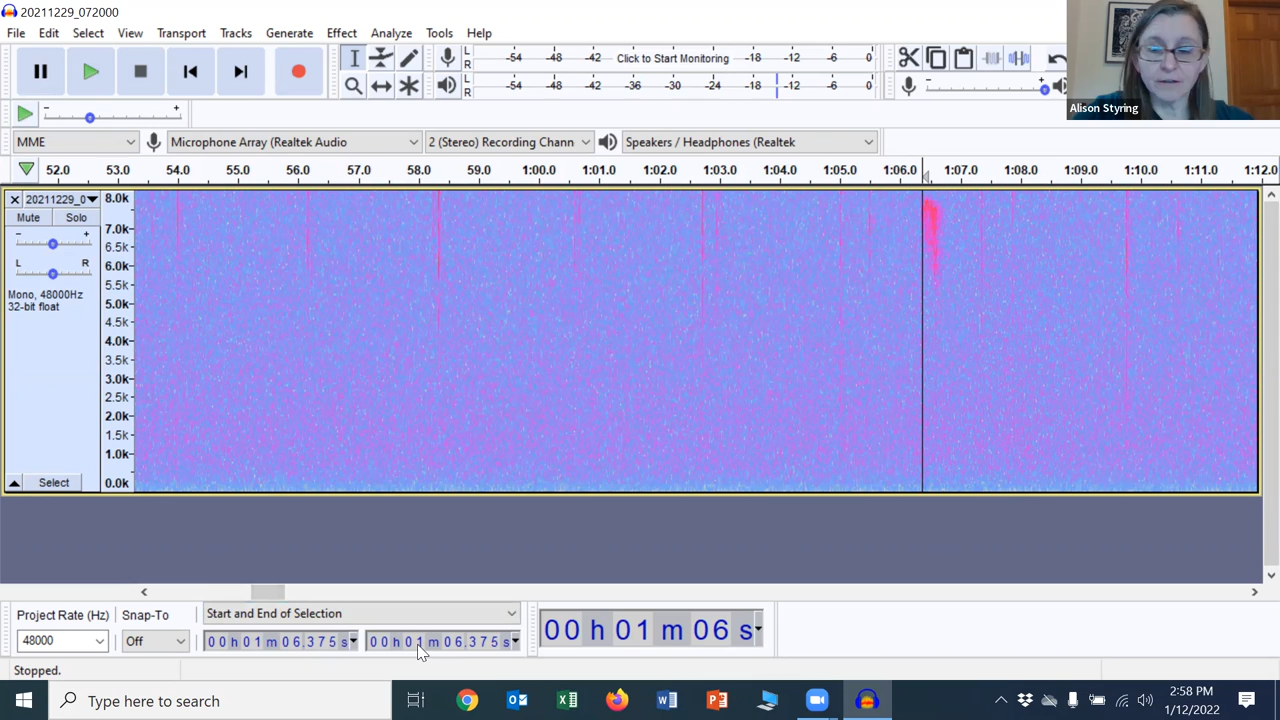 20211229_072000
File Edit Select View Transport Tracks Generate Effect Analyze Tools Help
L R -54 -48 -42 Click to Start Monitoring -18 -12 -6 0
L R -54 -48 -42 -36 -30 -24 -18 -12 -6 0
- +
- +
Alison Styring
MME Microphone Array (Realtek Audio 2 (Stereo) Recording Chann Speakers / Headphones (Realtek
52.0 53.0 54.0 55.0 56.0 57.0 58.0 59.0 1:00.0 1:01.0 1:02.0 1:03.0 1:04.0 1:05.0 1:06.0 1:07.0 1:08.0 1:09.0 1:10.0 1:11.0 1:12.0
20211229_0
Mute Solo
- +
L R
Mono, 48000Hz
32-bit float
Select
8.0k
7.0k
6.5k
6.0k
5.0k
4.5k
4.0k
3.5k
3.0k
2.5k
2.0k
1.5k
1.0k
0.0k
Project Rate (Hz) Snap-To Start and End of Selection
48000 Off 00 h 01 m 06.375 s 00 h 01 m 06.375 s
00 h 01 m 06 s
Stopped.
Type here to search
2:58 PM
1/12/2022